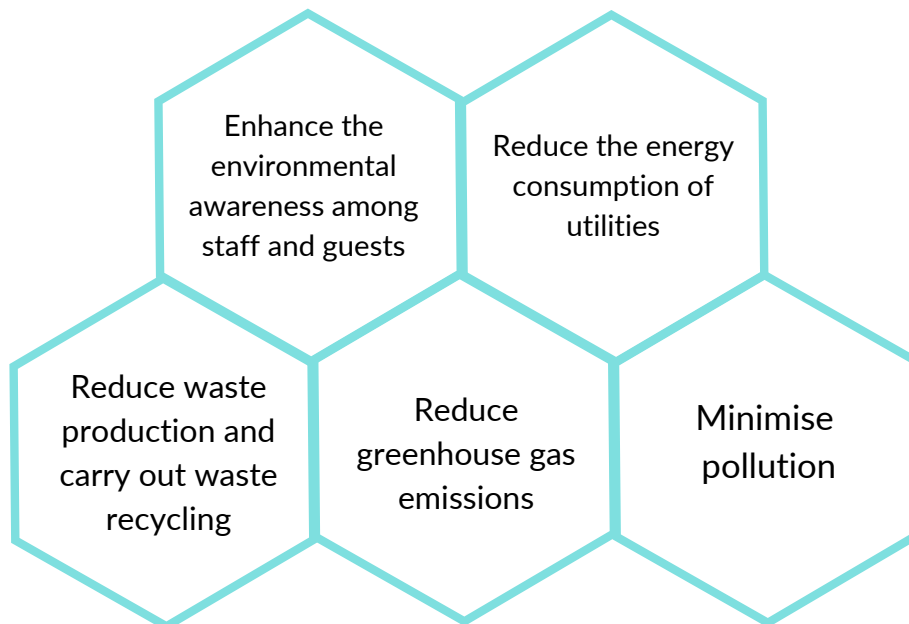 Enhance the
environmental
awareness among
staff and guests
Reduce the energy
consumption of
utilities
Reduce waste
production and
carry out waste
recycling
Reduce
greenhouse gas
emissions
Minimise
pollution